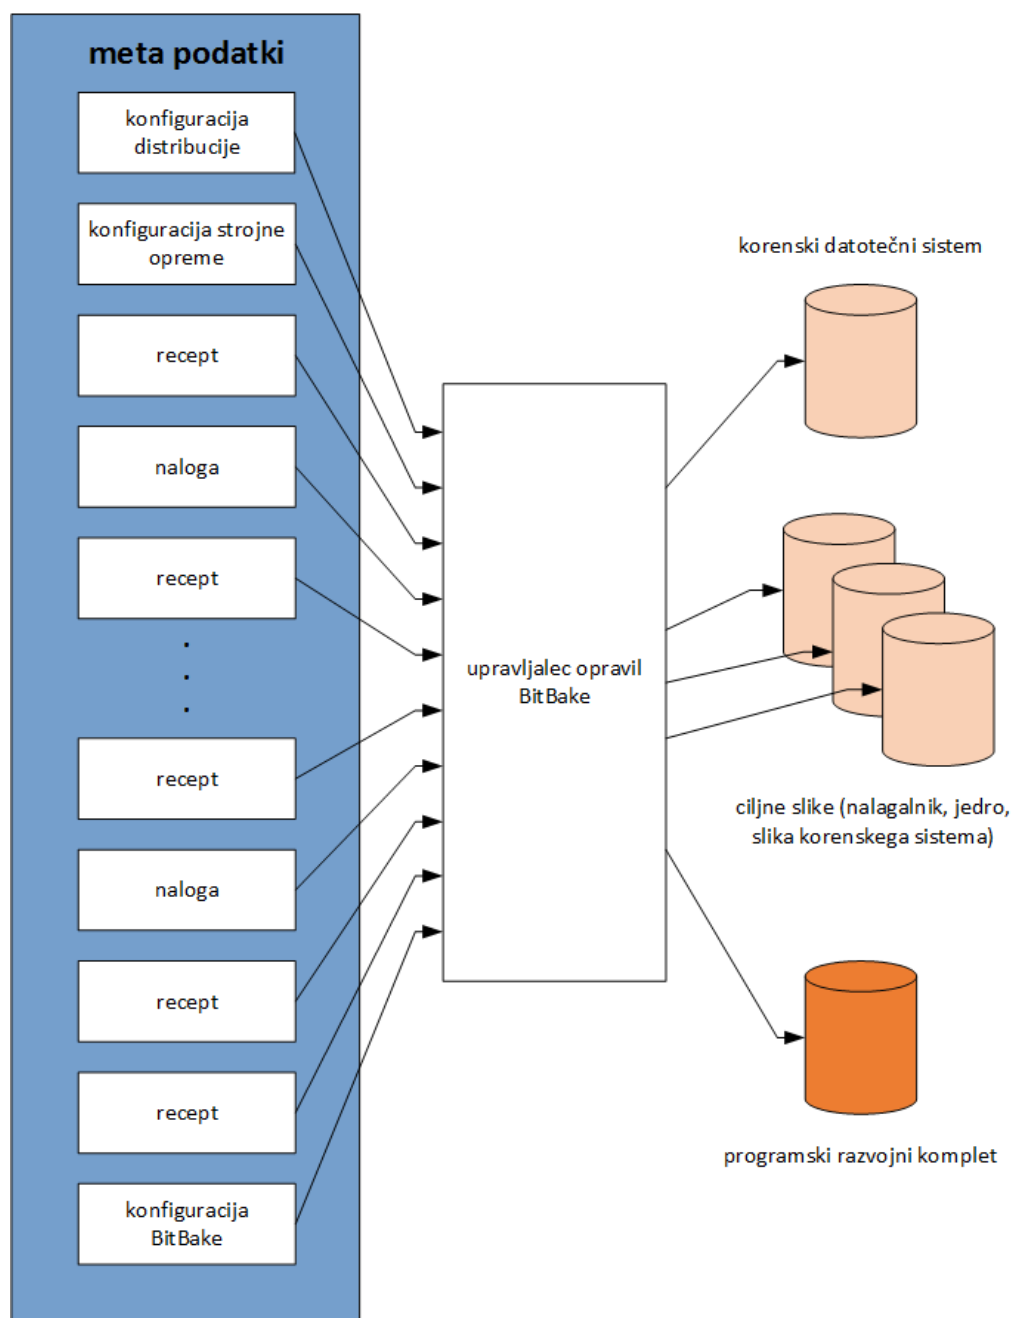 meta podatki
konfiguracija
distribucije
konfiguracija strojne
opreme
recept
naloga
recept
recept
naloga
recept
recept
konfiguracija
BitBake
upravljalec opravil
BitBake
korenski datotečni sistem
ciljne slike (nalagalnik, jedro,
slika korenskega sistema)
programski razvojni komplet